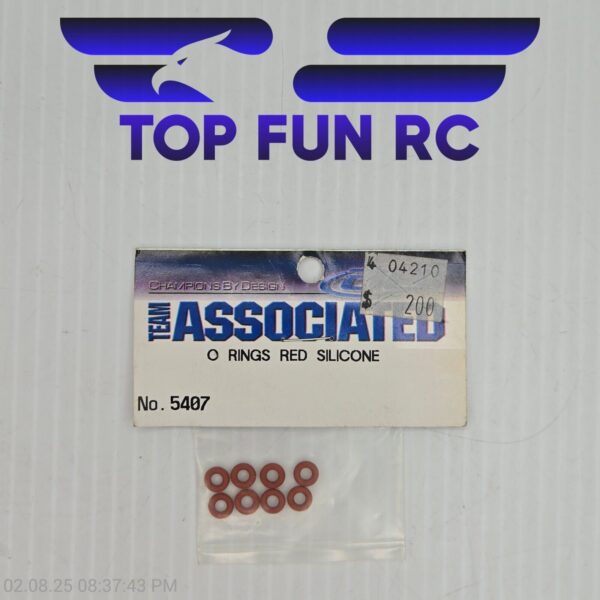 TOP FUN RC
4 04210
$ 200
CHAMPIONS BY DESIGN
TEAM ASSOCIATED
O RINGS RED SILICONE
No. 5407
02.08.25 08:37:43 PM